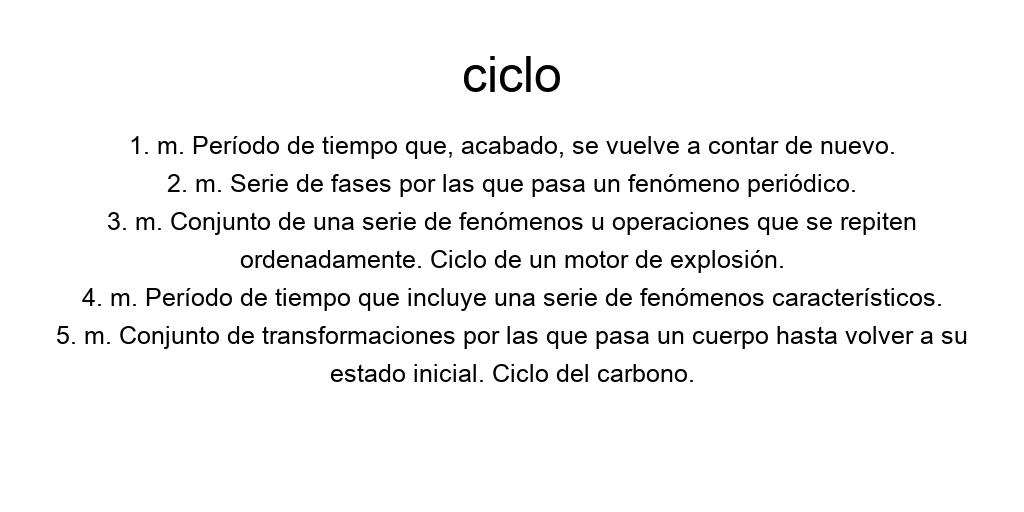 ciclo
1. m. Período de tiempo que, acabado, se vuelve a contar de nuevo.
2. m. Serie de fases por las que pasa un fenómeno periódico.
3. m. Conjunto de una serie de fenómenos u operaciones que se repiten
ordenadamente. Ciclo de un motor de explosión.
4. m. Período de tiempo que incluye una serie de fenómenos característicos.
5. m. Conjunto de transformaciones por las que pasa un cuerpo hasta volver a su
estado inicial. Ciclo del carbono.